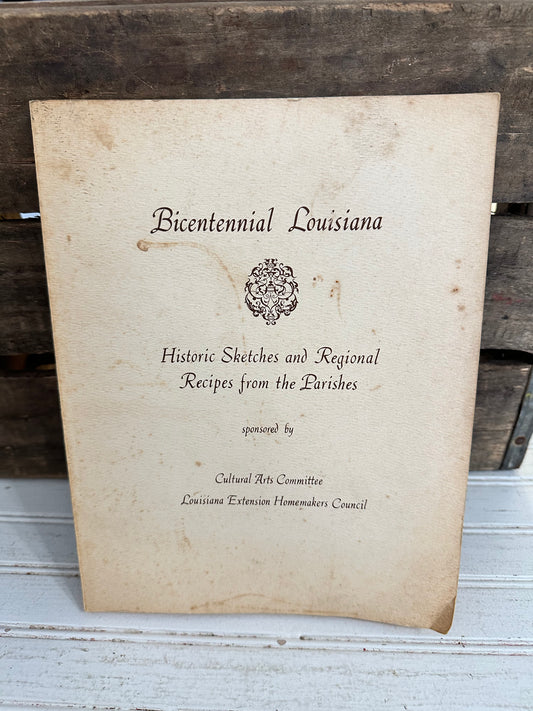 Bicentennial Louisiana
Historic Sketches and Regional
Recipes from the Parishes
sponsored by
Cultural Arts Committee
Louisiana Extension Homemakers Council